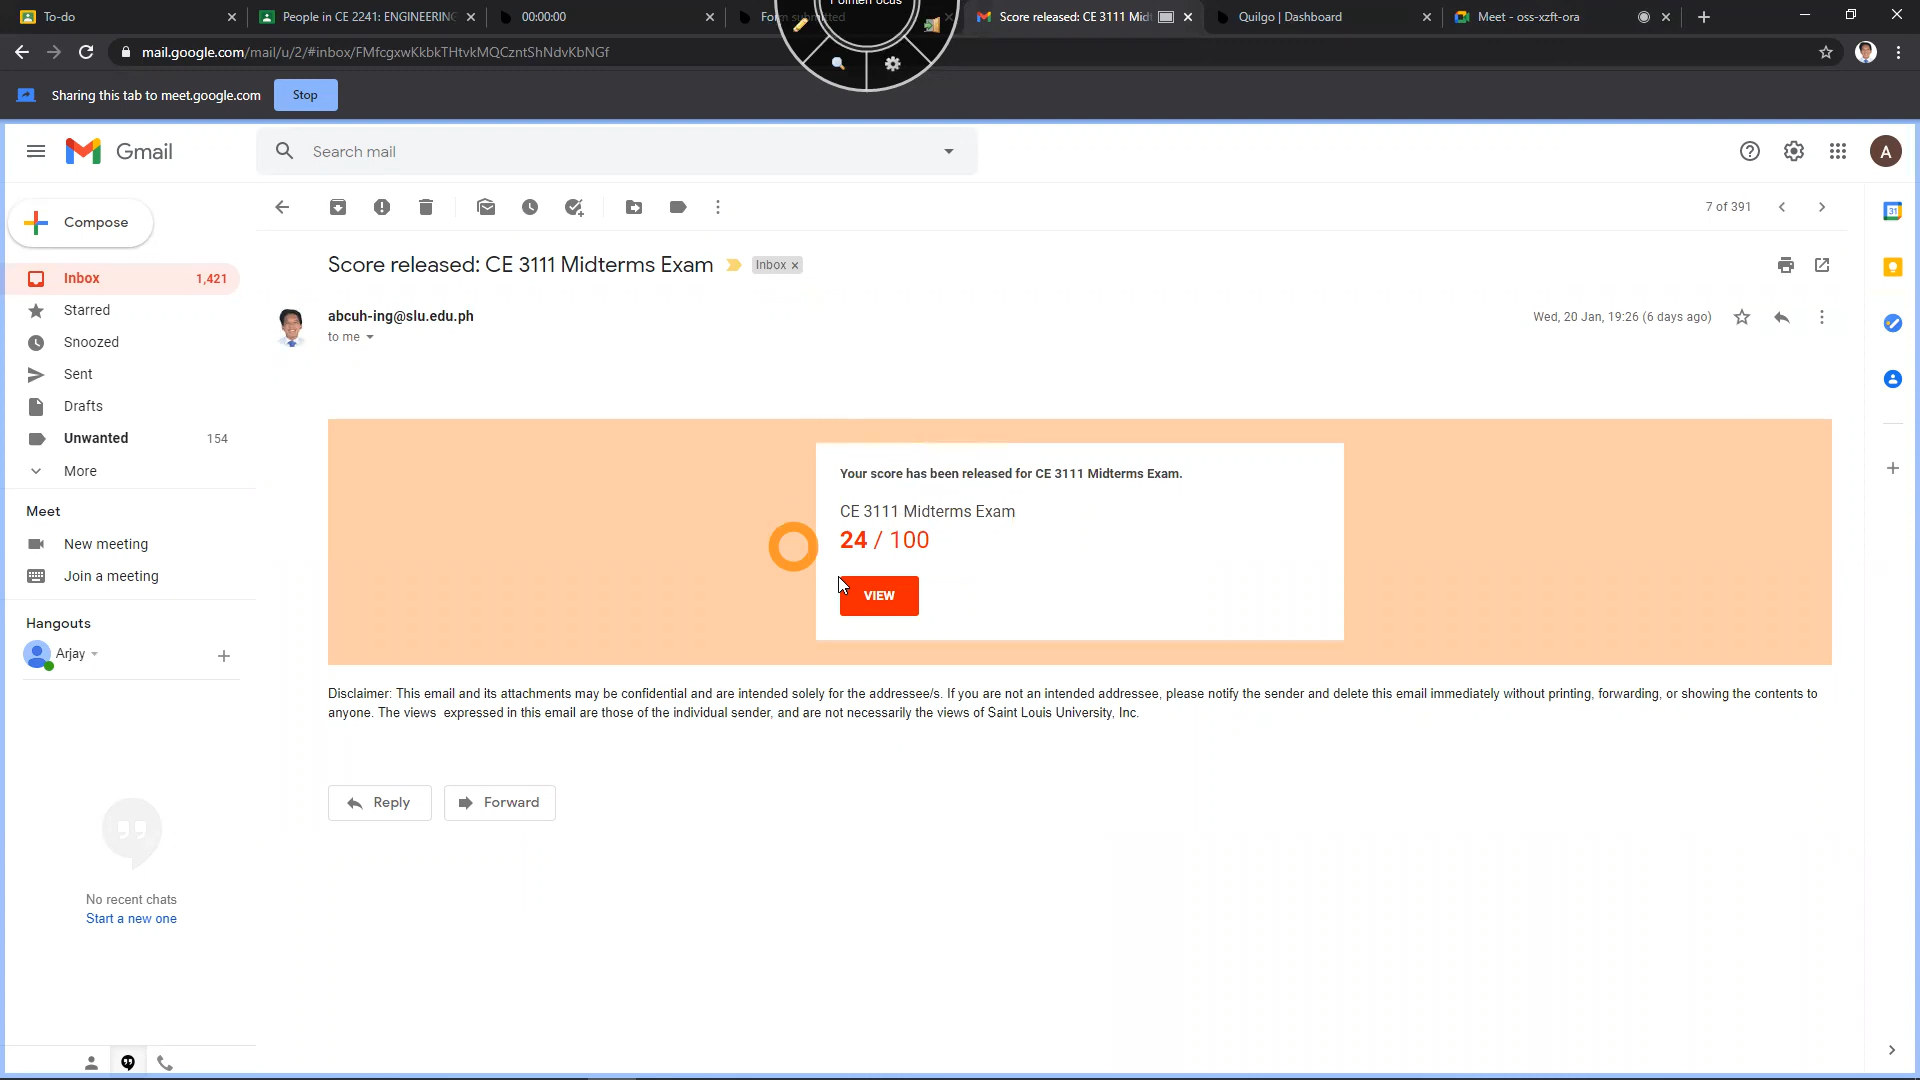 To-do
People in CE 2241: ENGINEERING
00:00:00
Form submitted
Pointer.focus
Score released: CE 3111 Mid
Quilgo | Dashboard
Meet - oss-xzft-ora
mail.google.com/mail/u/2/#inbox/FMfcgxwKkbkTHtvkMQCzntShNdvKbNGf
Sharing this tab to meet.google.com
Stop
Gmail
Search mail
A
Compose
7 of 391
31
Inbox 1,421
Starred
Snoozed
Sent
Drafts
Unwanted 154
More
Meet
New meeting
Join a meeting
Hangouts
Arjay
No recent chats
Start a new one
Score released: CE 3111 Midterms Exam
Inbox
abcuh-ing@slu.edu.ph
to me
Wed, 20 Jan, 19:26 (6 days ago)
Your score has been released for CE 3111 Midterms Exam.
CE 3111 Midterms Exam
24 / 100
VIEW
Disclaimer: This email and its attachments may be confidential and are intended solely for the addressee/s. If you are not an intended addressee, please notify the sender and delete this email immediately without printing, forwarding, or showing the contents to
anyone. The views expressed in this email are those of the individual sender, and are not necessarily the views of Saint Louis University, Inc.
Reply
Forward